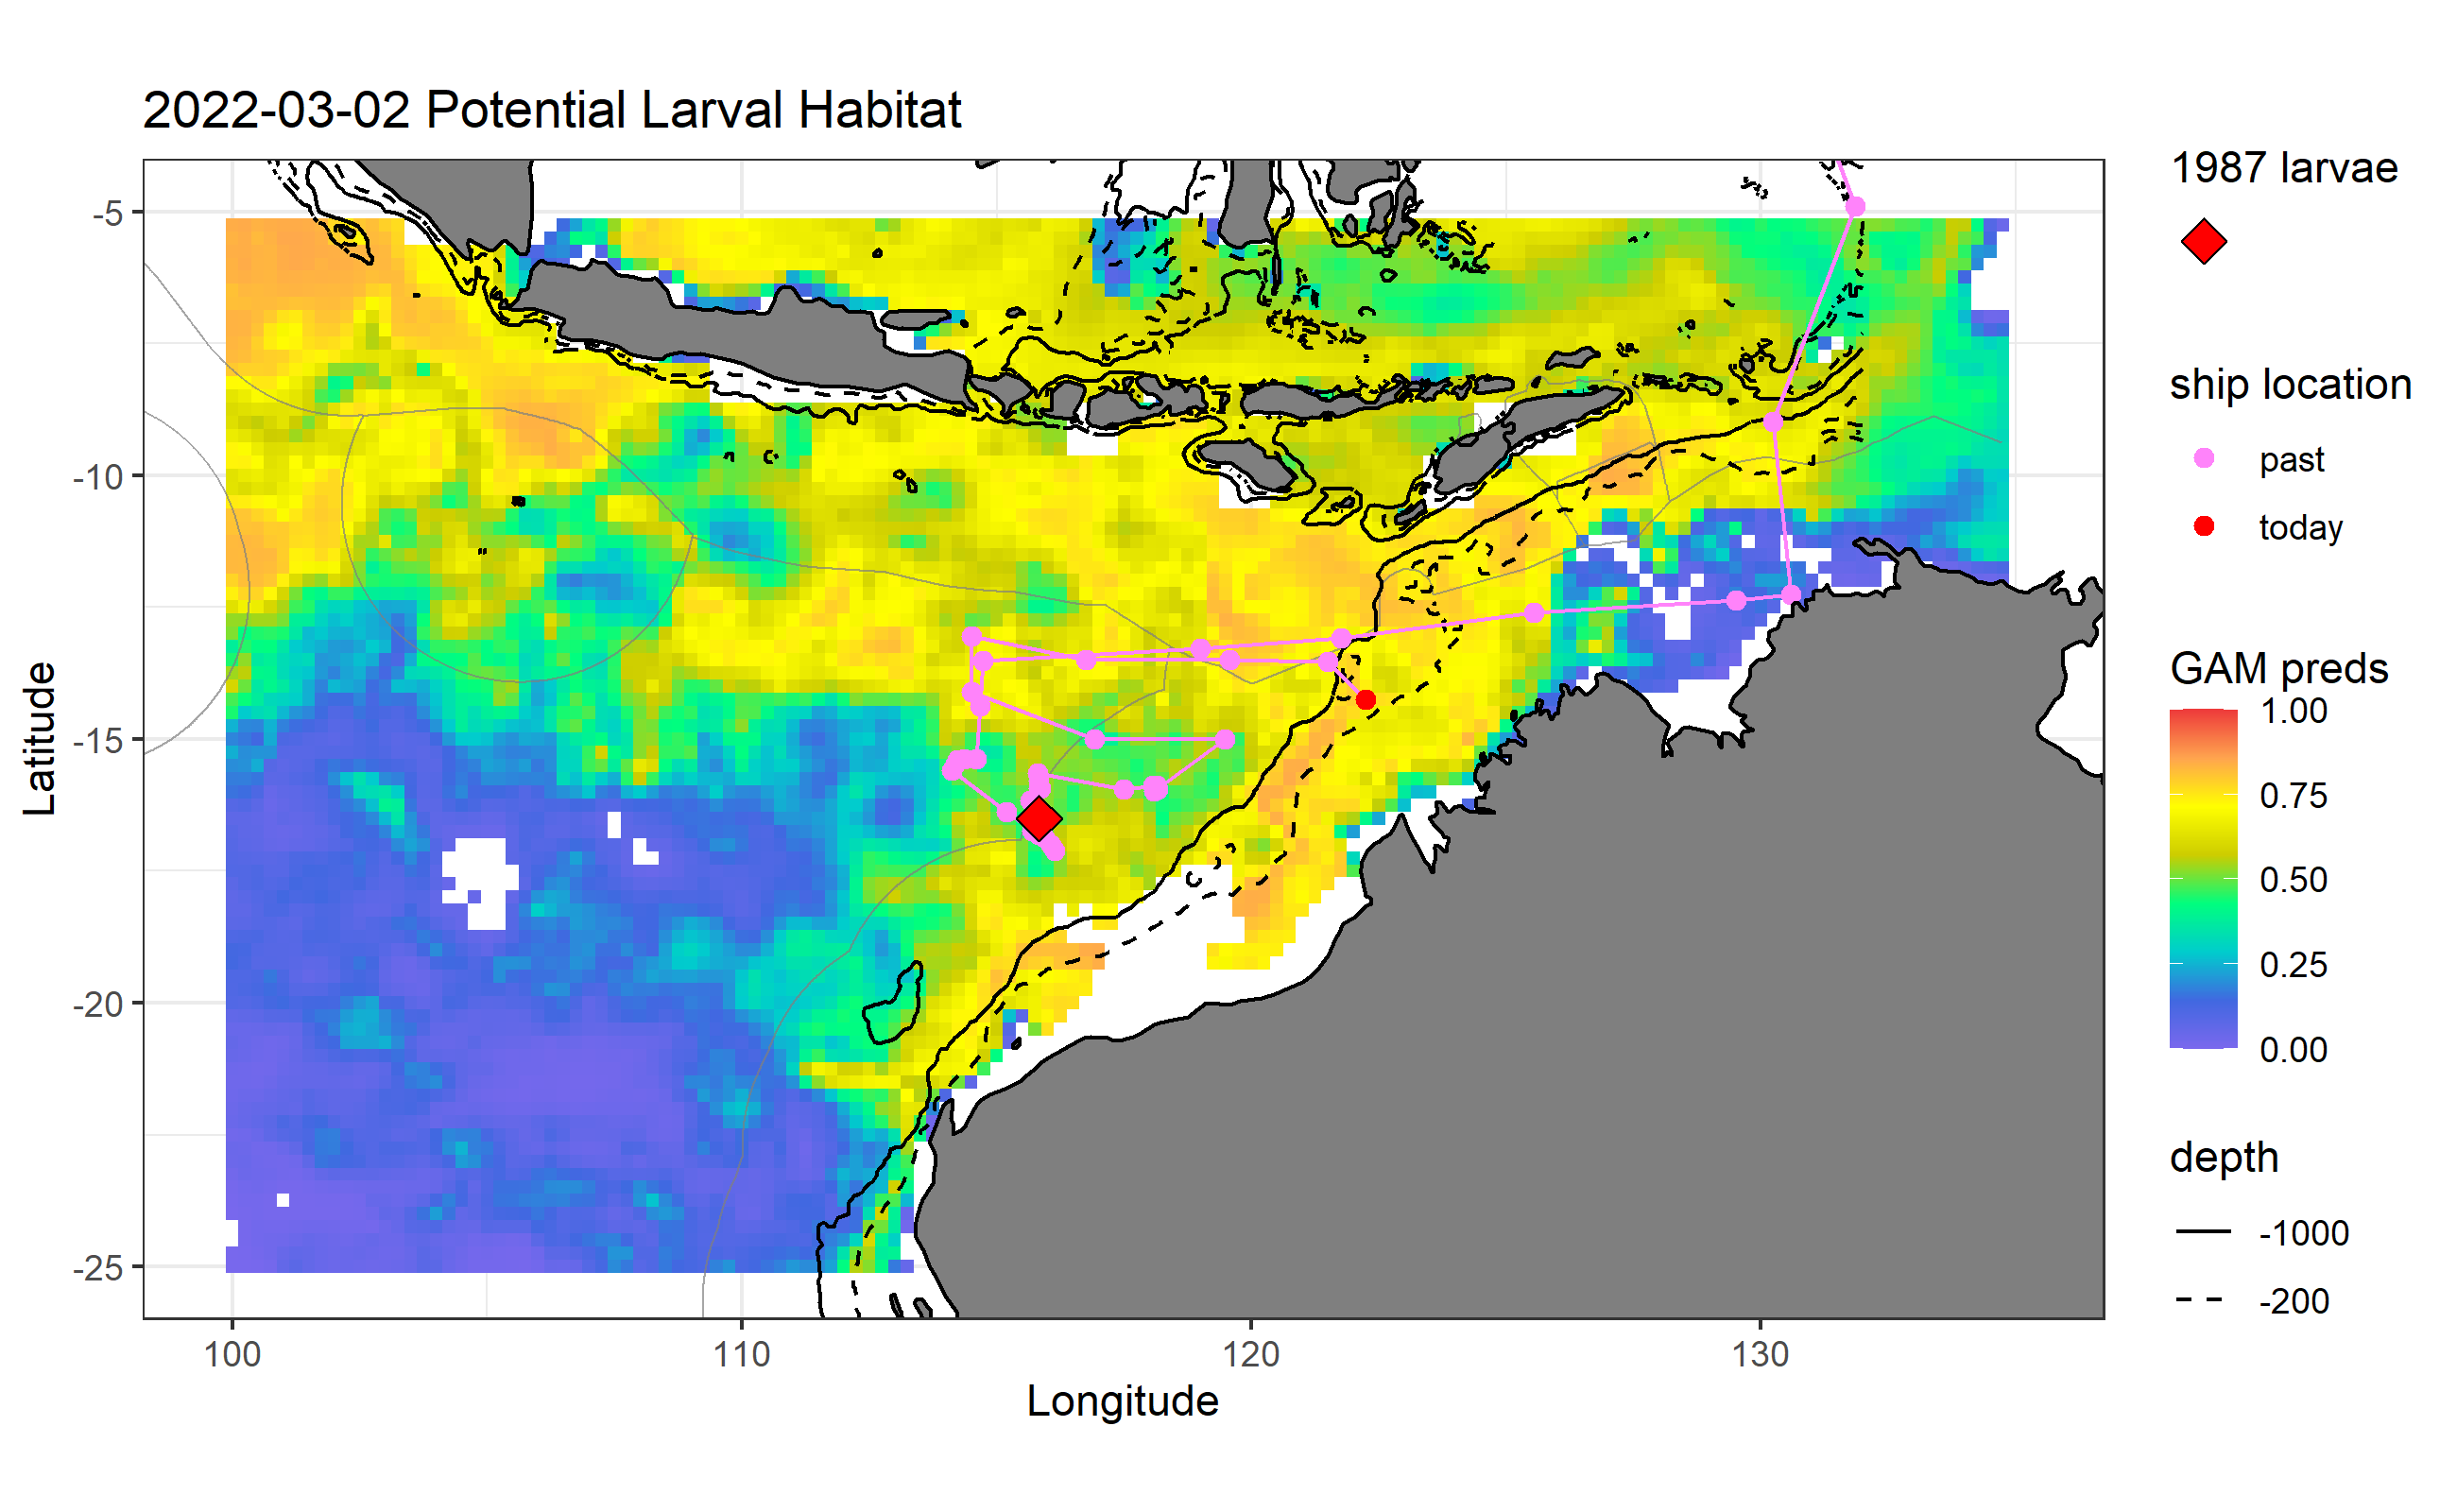 2022-03-02 Potential Larval Habitat
-5
-10
-15
-20
-25
Latitude
100
110
120
130
Longitude
1987 larvae
ship location
past
today
GAM preds
1.00
0.75
0.50
0.25
0.00
depth
-1000
-200